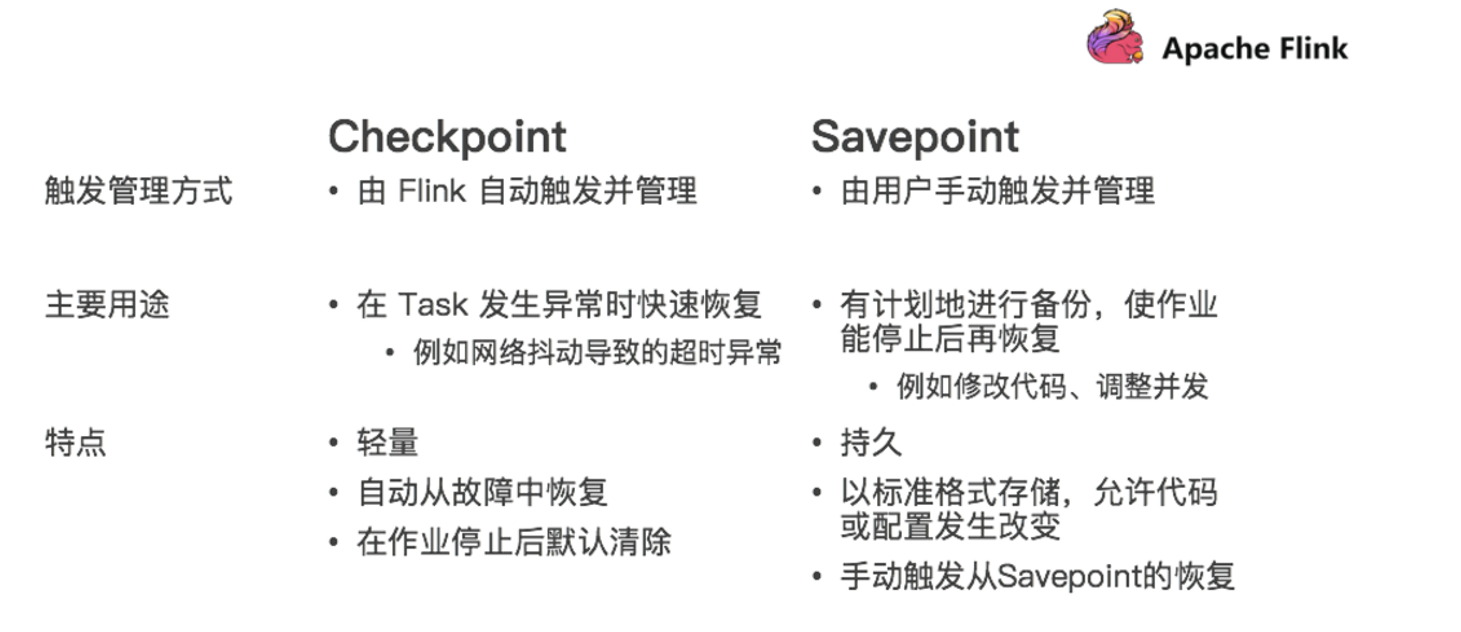 Apache Flink
Checkpoint
Savepoint
触发管理方式
• 由 Flink 自动触发并管理
• 由用户手动触发并管理
主要用途
• 在 Task 发生异常时快速恢复
• 例如网络抖动导致的超时异常
• 有计划地进行备份，使作业
能停止后再恢复
• 例如修改代码、调整并发
特点
• 轻量
• 自动从故障中恢复
• 在作业停止后默认清除
• 持久
• 以标准格式存储，允许代码
或配置发生改变
• 手动触发从Savepoint的恢复